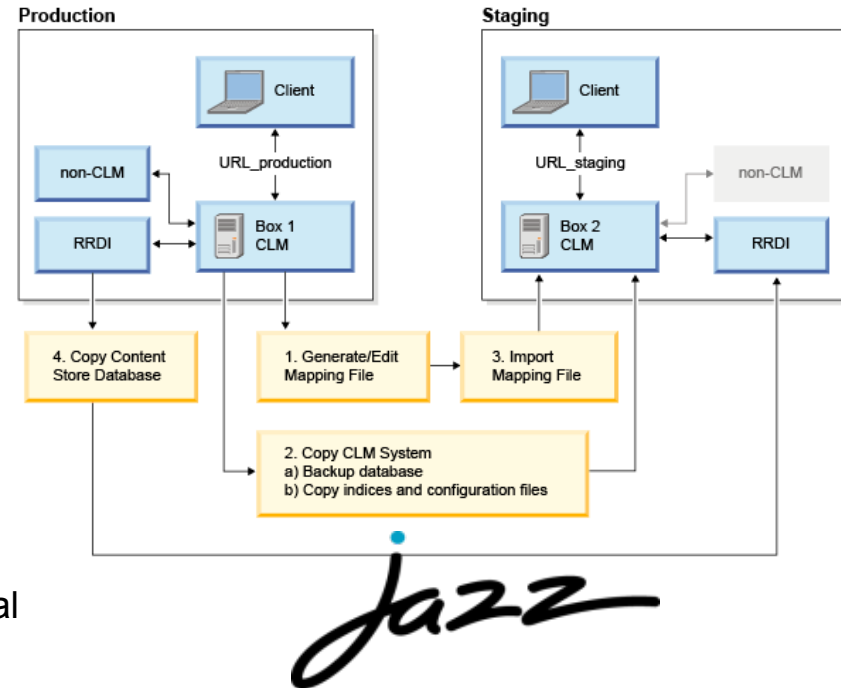 Production
Client
URL_production
non-CLM
RRDI
Box 1
CLM
Staging
Client
URL_staging
Box 2
CLM
non-CLM
RRDI
4. Copy Content
Store Database
1. Generate/Edit
Mapping File
3. Import
Mapping File
2. Copy CLM System
a) Backup database
b) Copy indices and configuration files
al
jazz